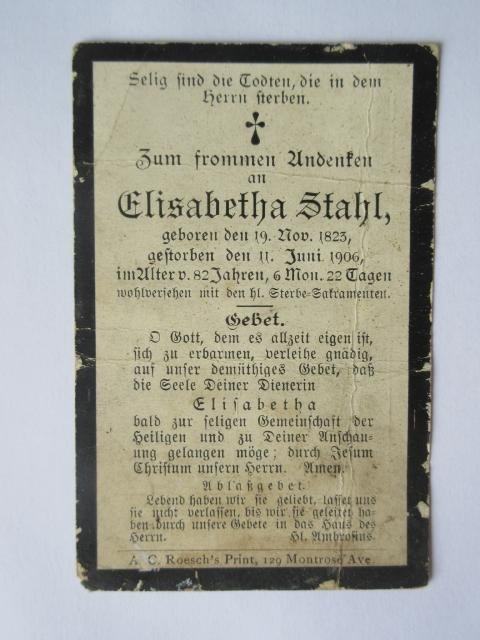 Selig sind die Todten, die in dem
Herrn sterben.
Zum frommen Andenken
an
Elisabetha Stahl,
geboren den 19. Nov. 1823,
gestorben den 11. Juni 1906,
im Alter v. 82 Jahren, 6 Mon. 22 Tagen
wohlversehen mit den hl. Sterbe-Sakramenten.
Gebet.
O Gott, dem es allzeit eigen ist,
sich zu erbarmen, verleihe gnädig,
auf unser demüthiges Gebet, daß
die Seele Deiner Dienerin
Elisabetha
bald zur seligen Gemeinschaft der
Heiligen und zu Deiner Anschau-
ung gelangen möge; durch Jesum
Christum unsern Herrn. Amen.
Ablaßgebet.
Lebend haben wir sie geliebt, lasset uns
sie nicht verlassen, bis wir sie geleitet ha-
ben durch unsere Gebete in das Haus des
Herrn. Hl. Ambrosius.
A. C. Roesch's Print, 129 Montrose Ave